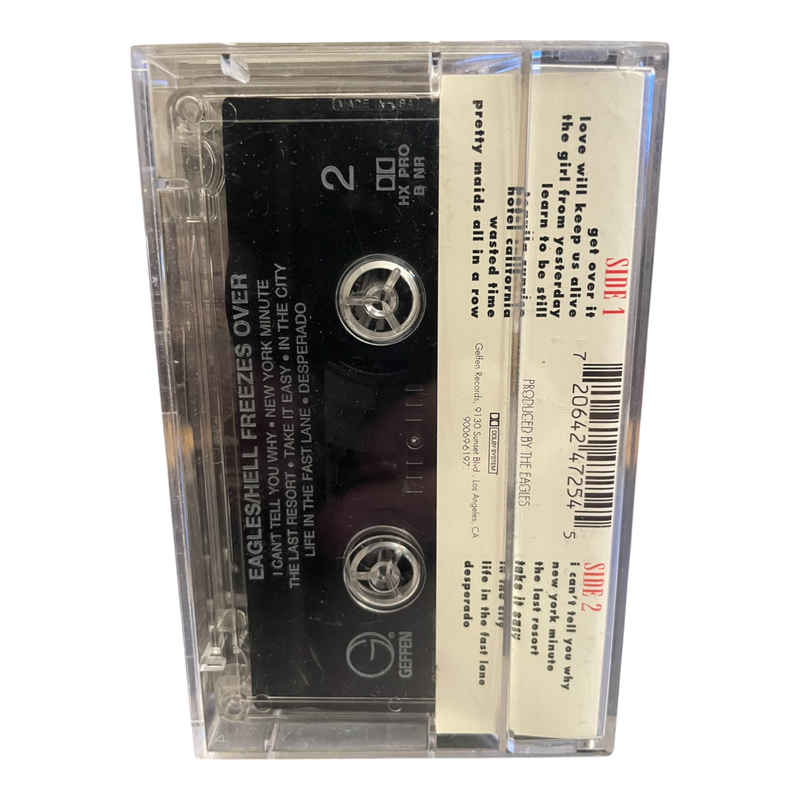 MADE IN USA
2
HX PRO
B NR
EAGLES/HELL FREEZES OVER
I CAN'T TELL YOU WHY • NEW YORK MINUTE
THE LAST RESORT • TAKE IT EASY • IN THE CITY
LIFE IN THE FAST LANE • DESPERADO
GEFFEN
®
SIDE 1
get over it
love will keep us alive
the girl from yesterday
learn to be still
tequila sunrise
hotel california
wasted time
pretty maids all in a row
7 20642 47254 5
PRODUCED BY THE EAGLES
DOLBY SYSTEM
Geffen Records, 9130 Sunset Blvd., Los Angeles, CA
90069-6197
SIDE 2
i can't tell you why
new york minute
the last resort
take it easy
in the city
life in the fast lane
desperado